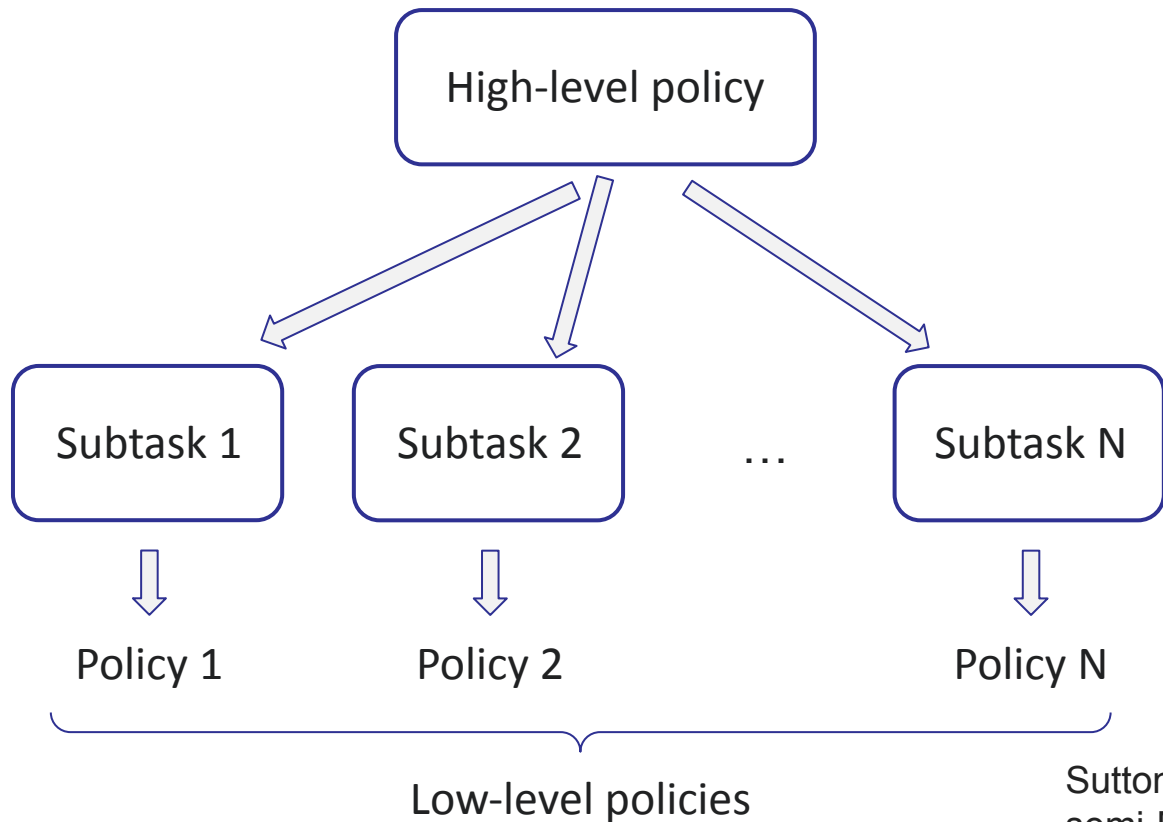 High-level policy
Subtask 1
Subtask 2
...
Subtask N
Policy 1
Policy 2
Policy N
Low-level policies
Sutton